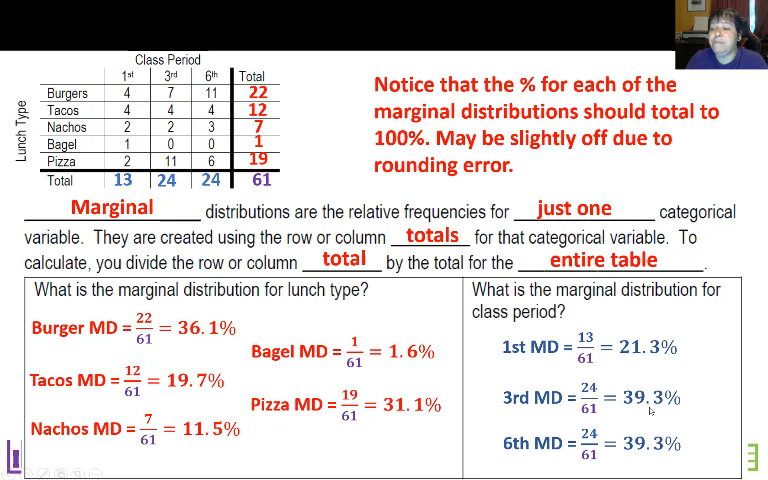 Class Period
1st 3rd 6th Total
Lunch Type
Burgers 4 7 11 22
Tacos 4 4 4 12
Nachos 2 2 3 7
Bagel 1 0 0 1
Pizza 2 11 6 19
Total 13 24 24 61
Notice that the % for each of the
marginal distributions should total to
100%. May be slightly off due to
rounding error.
Marginal distributions are the relative frequencies for just one categorical
variable. They are created using the row or column totals for that categorical variable. To
calculate, you divide the row or column total by the total for the entire table.
What is the marginal distribution for lunch type?
Burger MD = 22/61 = 36.1%
Tacos MD = 12/61 = 19.7%
Nachos MD = 7/61 = 11.5%
Bagel MD = 1/61 = 1.6%
Pizza MD = 19/61 = 31.1%
What is the marginal distribution for
class period?
1st MD = 13/61 = 21.3%
3rd MD = 24/61 = 39.3%
6th MD = 24/61 = 39.3%